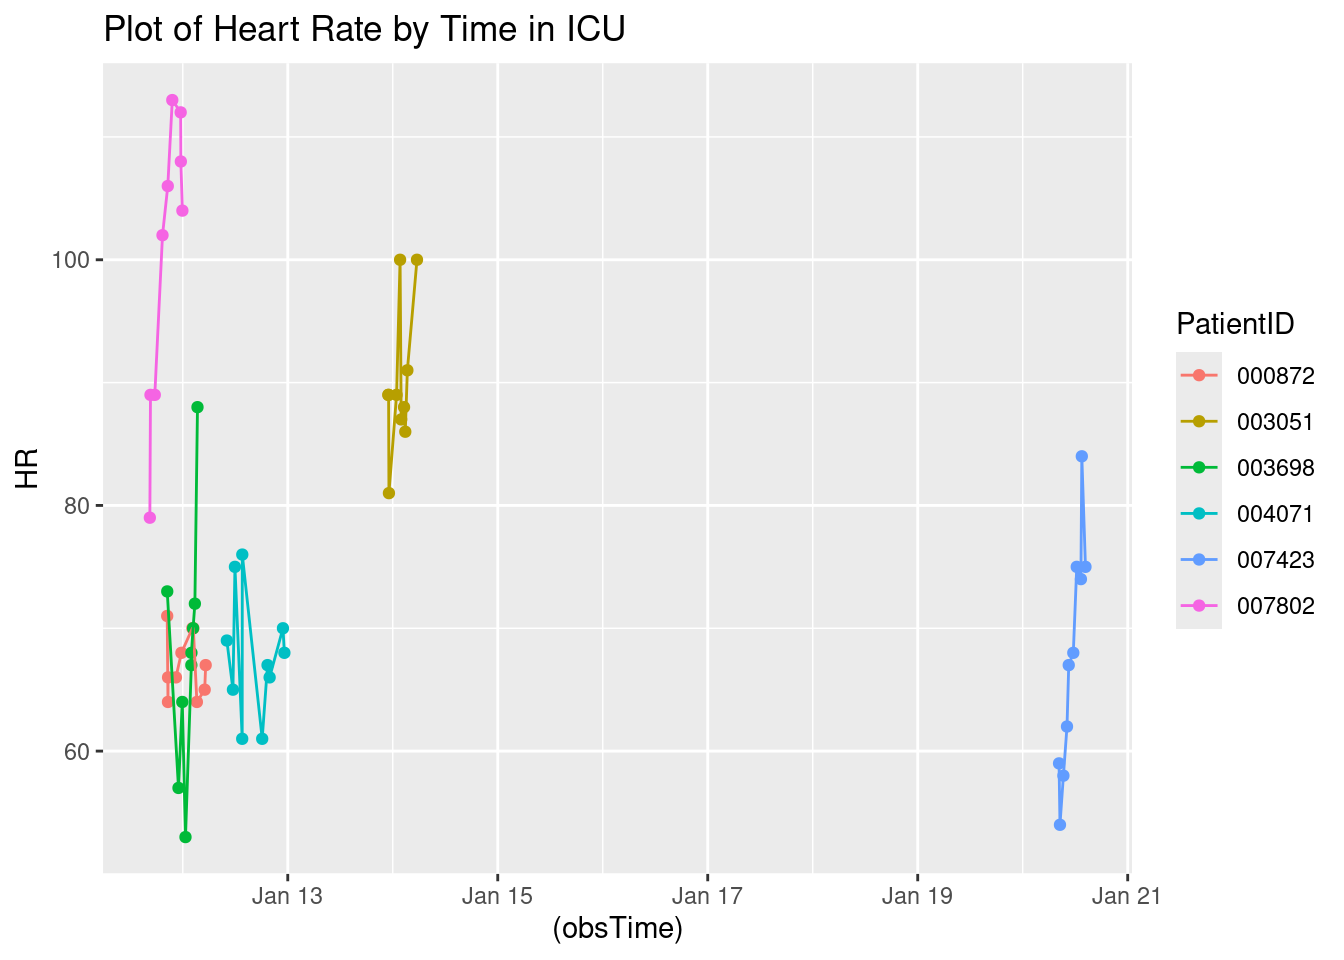 Plot of Heart Rate by Time in ICU
100
80
60
HR
Jan 13
Jan 15
Jan 17
Jan 19
Jan 21
(obsTime)
PatientID
000872
003051
003698
004071
007423
007802